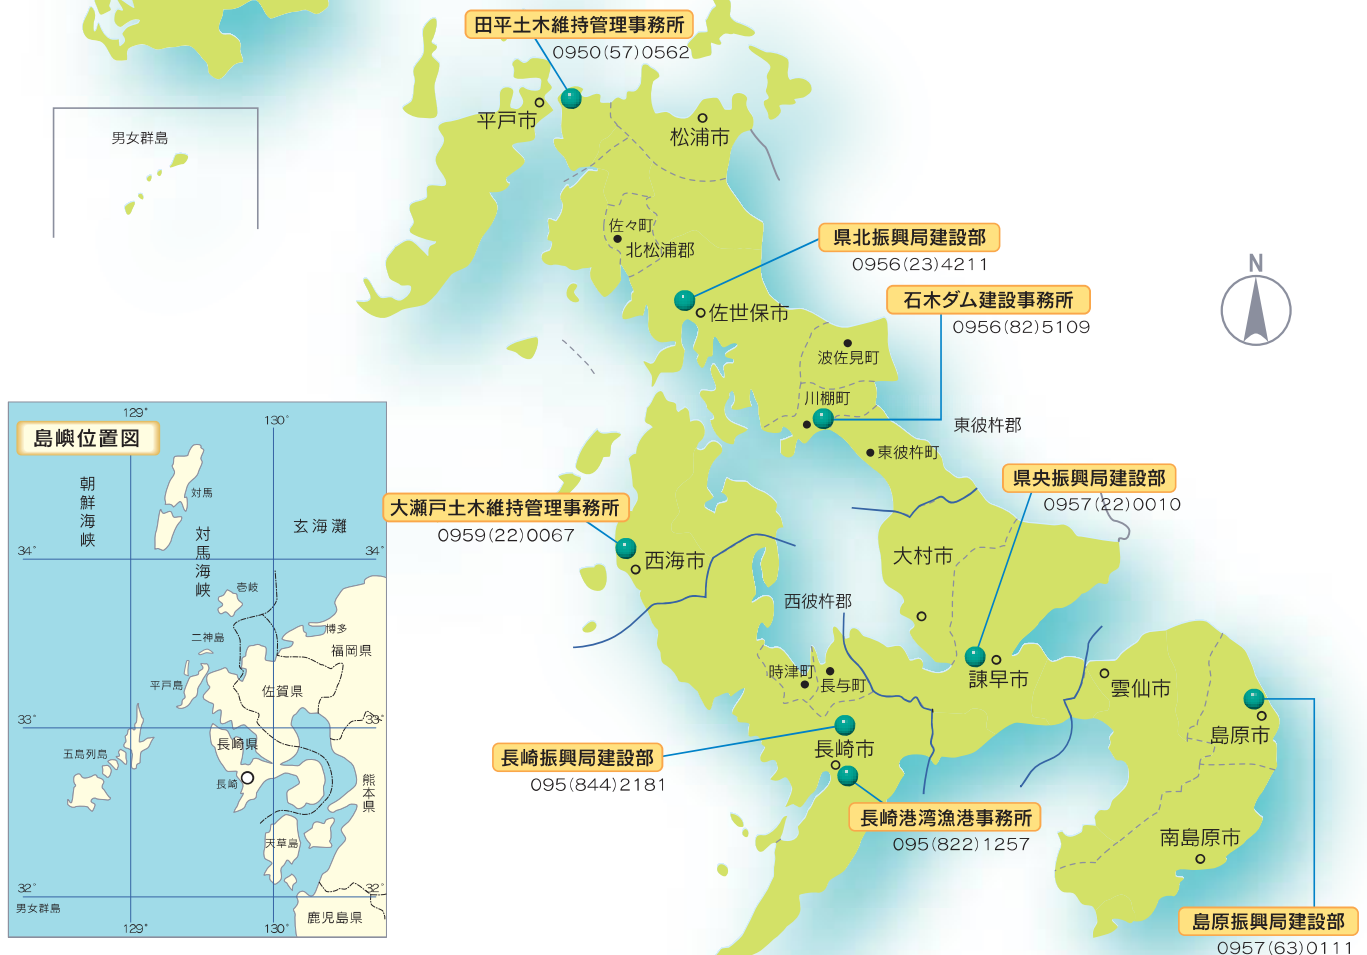 田平土木維持管理事務所
0950(57)0562
平戸市
松浦市
男女群島
佐々町
北松浦郡
県北振興局建設部
0956(23)4211
N
佐世保市
石木ダム建設事務所
0956(82)5109
波佐見町
川棚町
東彼杵郡
東彼杵町
県央振興局建設部
0957(22)0010
大瀬戸土木維持管理事務所
0959(22)0067
西海市
大村市
西彼杵郡
時津町
長与町
諫早市
雲仙市
島原市
長崎振興局建設部
095(844)2181
長崎市
長崎港湾漁港事務所
095(822)1257
南島原市
島原振興局建設部
0957(63)0111
島嶼位置図
129°
130°
朝鮮海峡
対馬
対馬海峡
玄海灘
34°
34°
壱岐
二神島
博多
福岡県
平戸島
佐賀県
33°
33°
五島列島
長崎県
長崎
熊本県
天草島
32°
32°
男女群島
鹿児島県
129°
130°